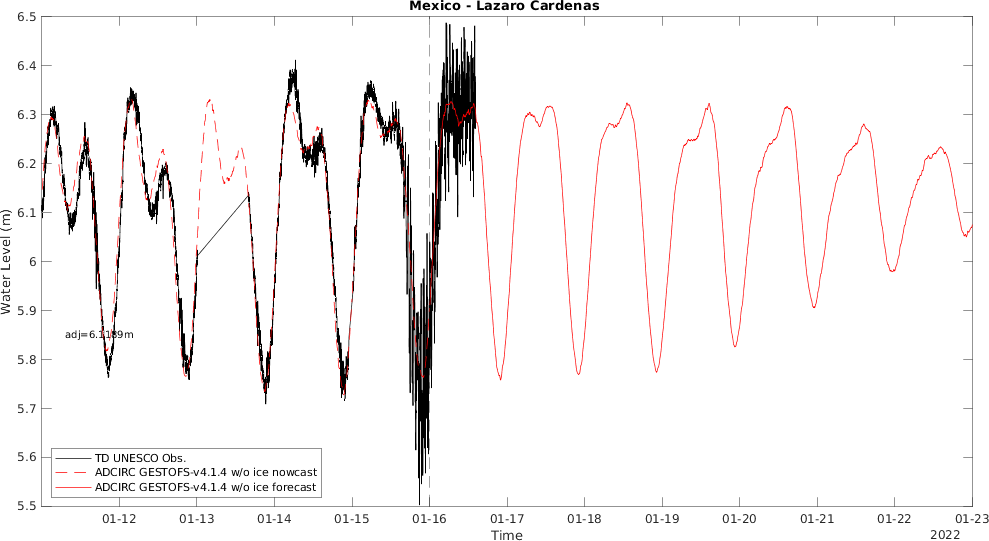 Mexico - Lazaro Cardenas
6.5
6.4
6.3
6.2
6.1
6
5.9
5.8
5.7
5.6
5.5
Water Level (m)
adj=6.1189m
TD UNESCO Obs.
ADCIRC GESTOFS-v4.1.4 w/o ice nowcast
ADCIRC GESTOFS-v4.1.4 w/o ice forecast
01-12 01-13 01-14 01-15 01-16 01-17 01-18 01-19 01-20 01-21 01-22 01-23
Time
2022